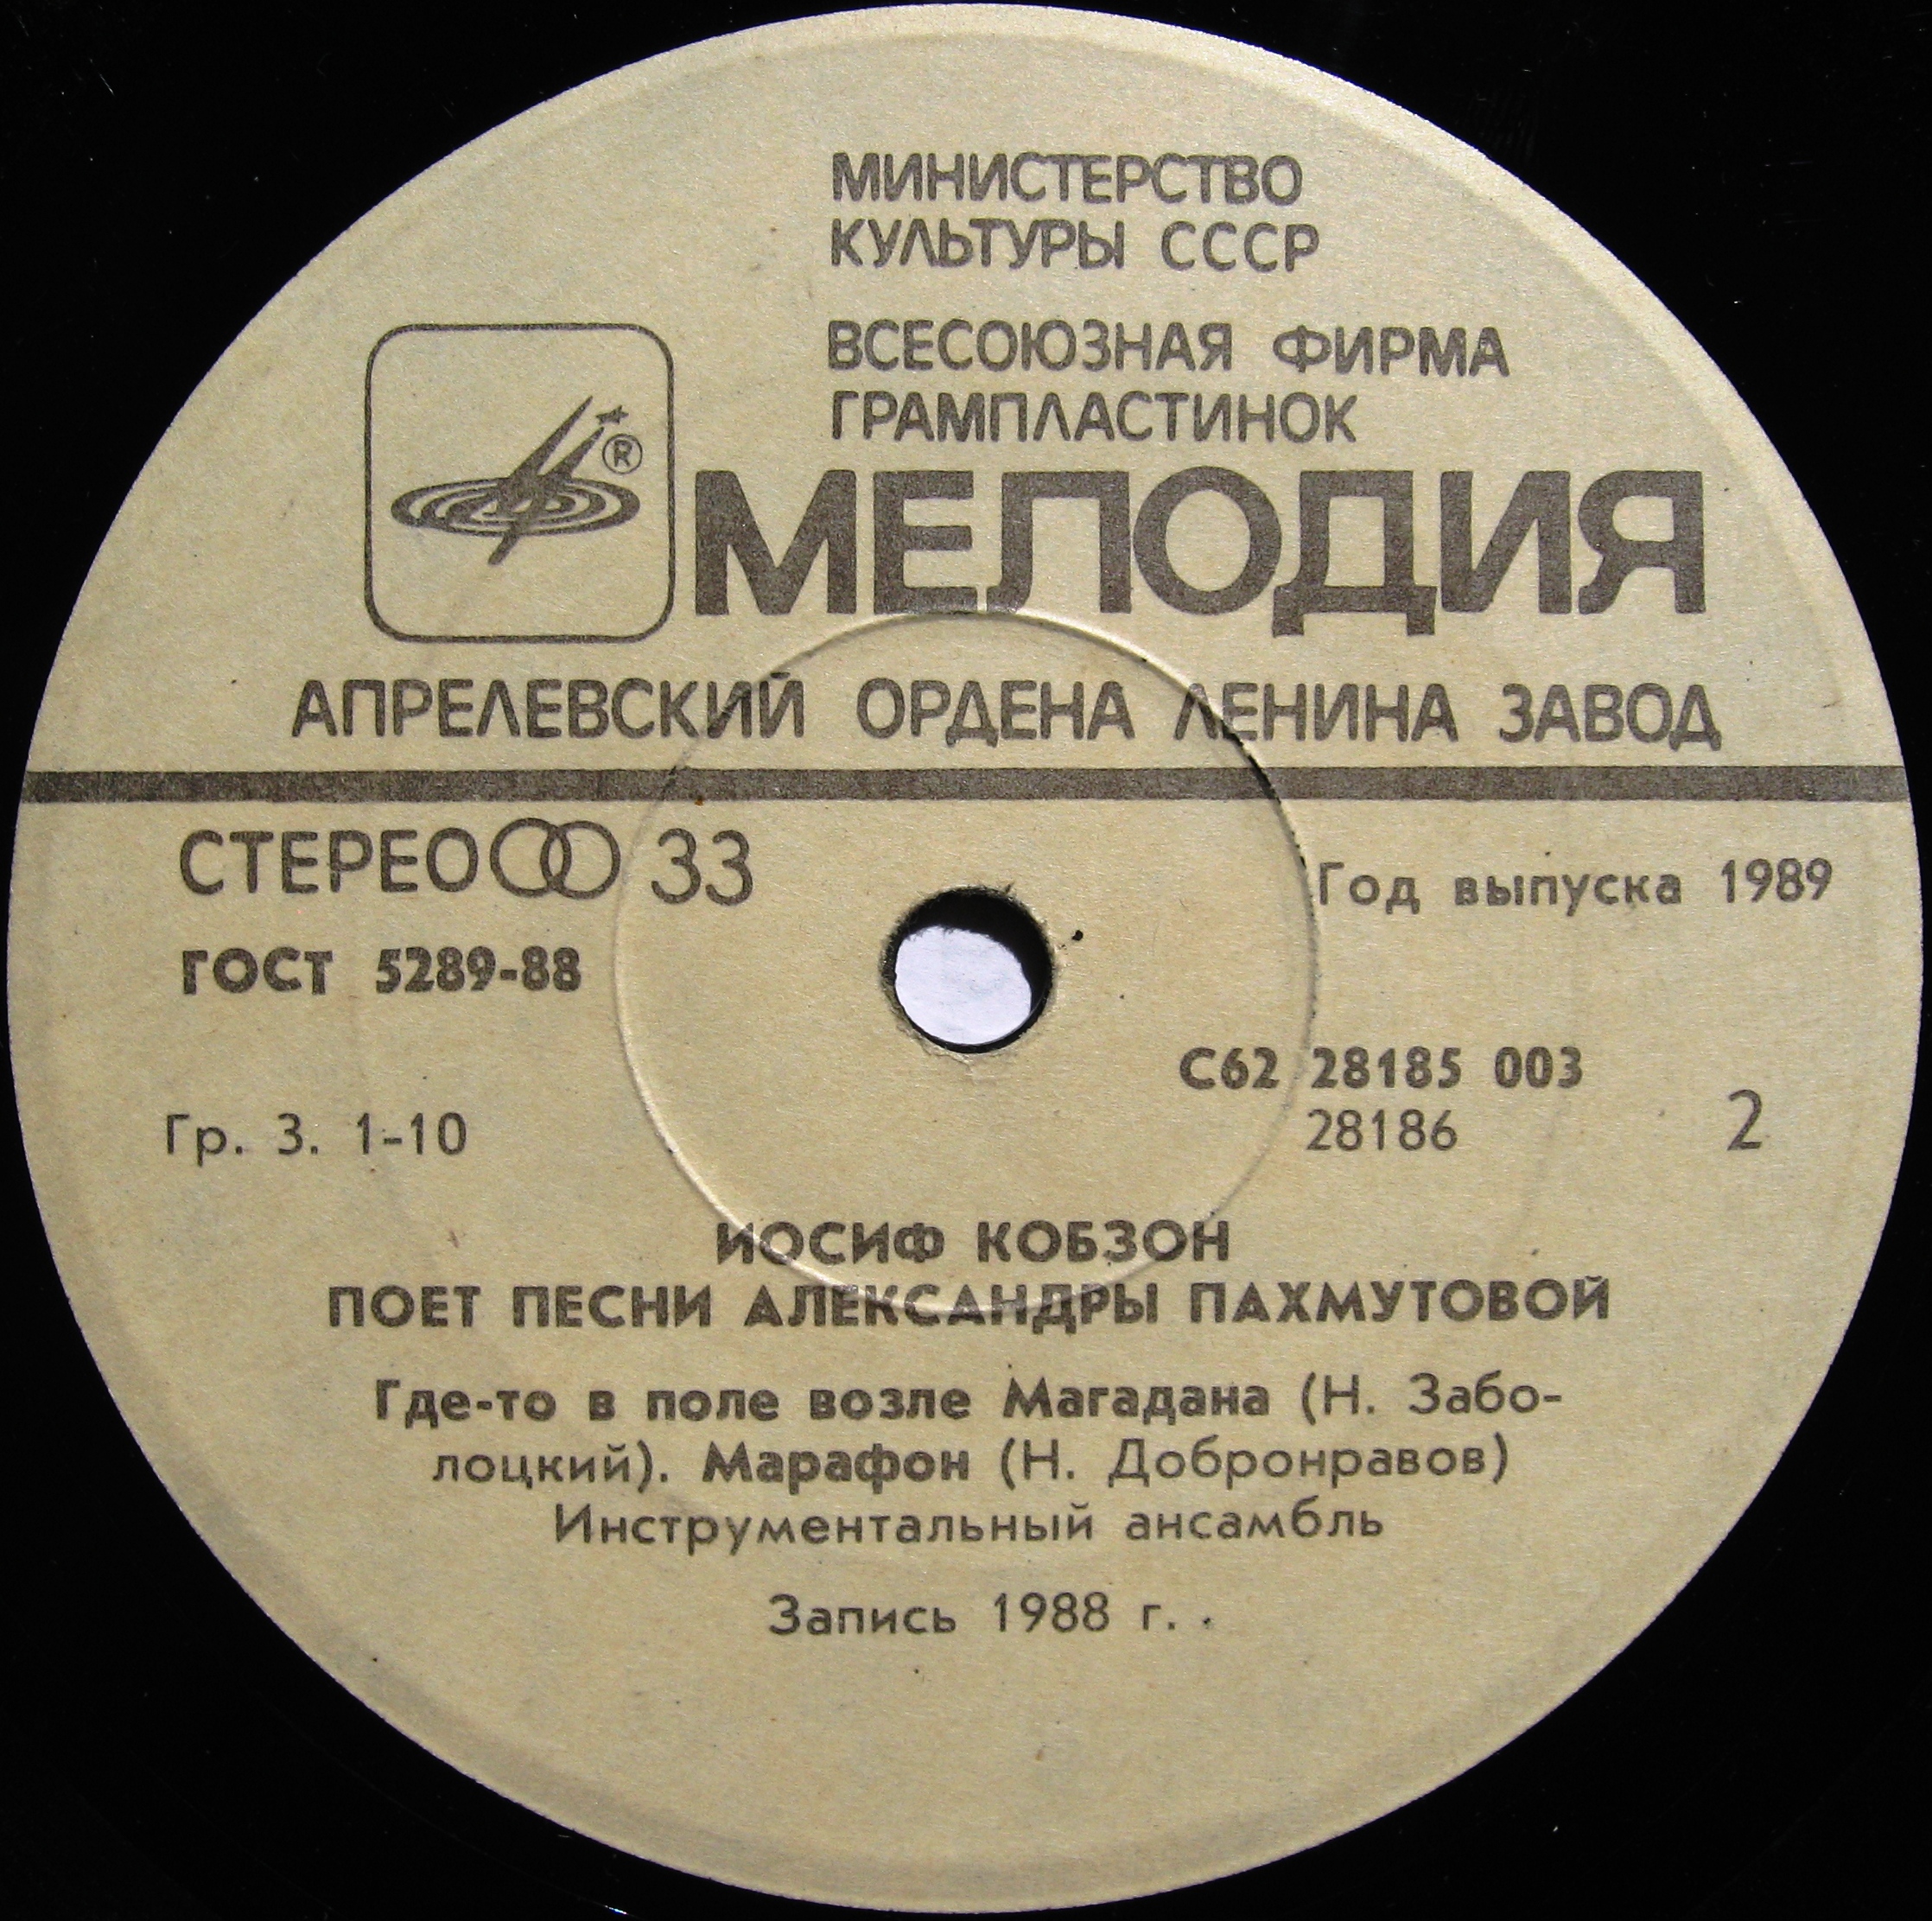 МИНИСТЕРСТВО
КУЛЬТУРЫ СССР
ВСЕСОЮЗНАЯ ФИРМА
ГРАМПЛАСТИНОК
®
МЕЛОДИЯ
АПРЕЛЕВСКИЙ ОРДЕНА ЛЕНИНА ЗАВОД
СТЕРЕО 33
Год выпуска 1989
ГОСТ 5289-88
С62 28185 003
Гр. 3. 1-10
28186
2
ИОСИФ КОБЗОН
ПОЕТ ПЕСНИ АЛЕКСАНДРЫ ПАХМУТОВОЙ
Где-то в поле возле Магадана (Н. Забо-
лоцкий). Марафон (Н. Добронравов)
Инструментальный ансамбль
Запись 1988 г.